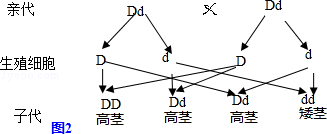 亲代 Dd × Dd
生殖细胞 D d D d
子代 DD Dd Dd dd
高茎 高茎 高茎 矮茎
图2